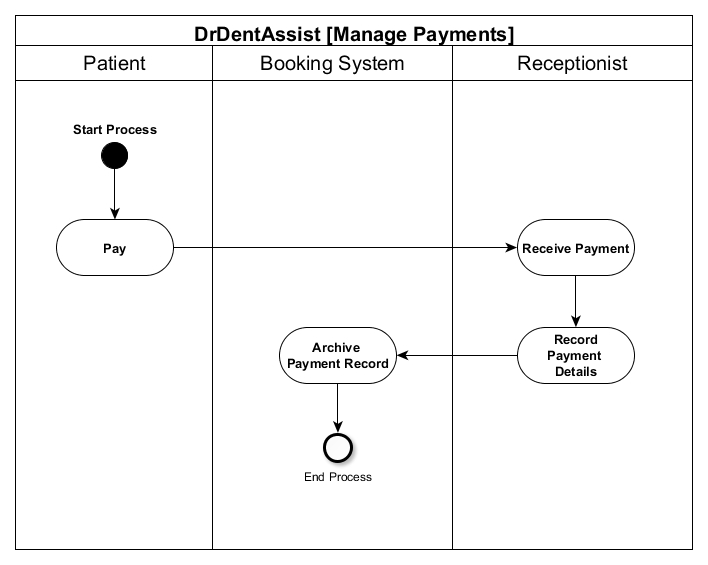 DrDentAssist [Manage Payments]
Patient
Booking System
Receptionist
Start Process
Pay
Receive Payment
Archive
Payment Record
Record
Payment
Details
End Process